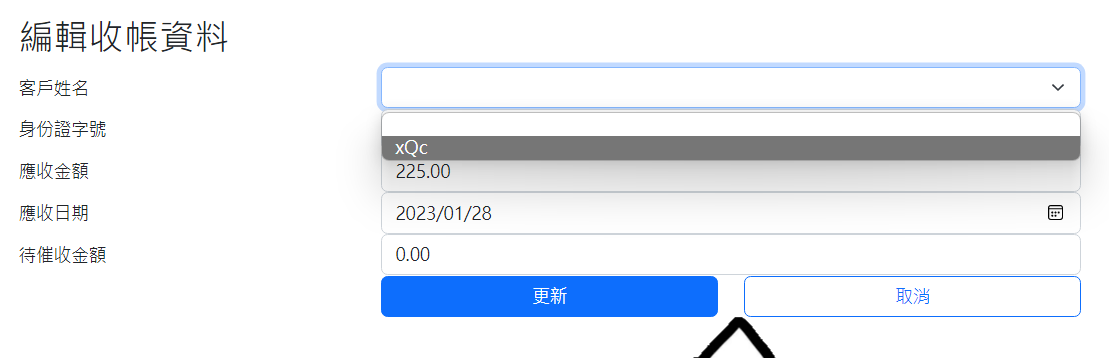 編輯收帳資料
客戶姓名
身份證字號
xQc
應收金額
225.00
應收日期
2023/01/28
待催收金額
0.00
更新 取消